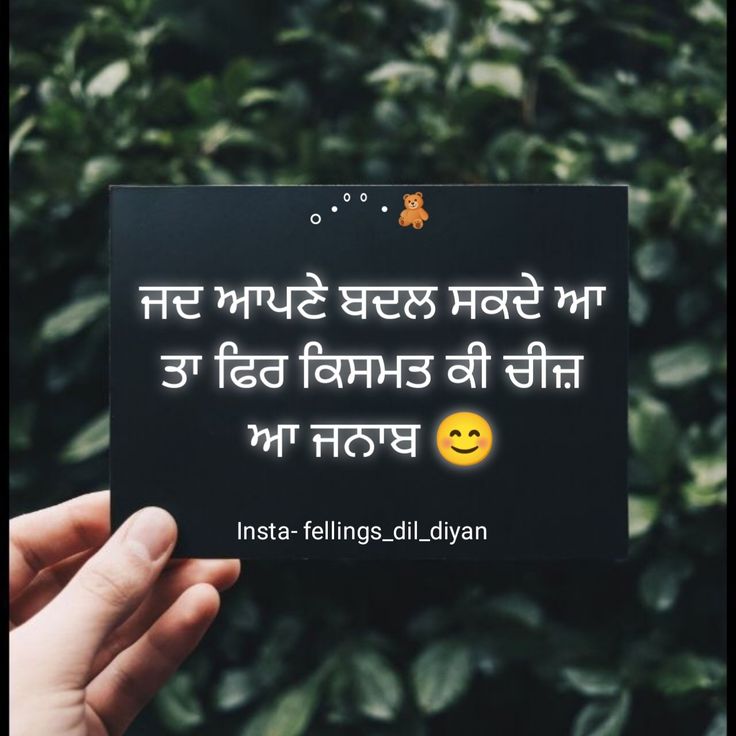 ਜਦ ਆਪਣੇ ਬਦਲ ਸਕਦੇ ਆ
ਤਾ ਫਿਰ ਕਿਸਮਤ ਕੀ ਚੀਜ਼
ਆ ਜਨਾਬ 😊
Insta- fellings_dil_diyan